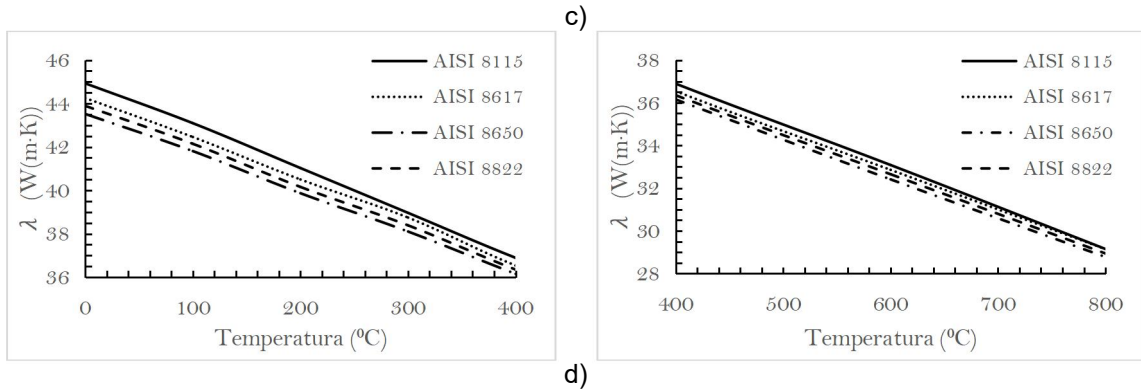 c)
46
44
42
40
38
36
λ (W(m·K))
0 100 200 300 400
Temperatura (⁰C)
AISI 8115
AISI 8617
AISI 8650
AISI 8822
38
36
34
32
30
28
λ (W(m·K))
400 500 600 700 800
Temperatura (⁰C)
AISI 8115
AISI 8617
AISI 8650
AISI 8822
d)